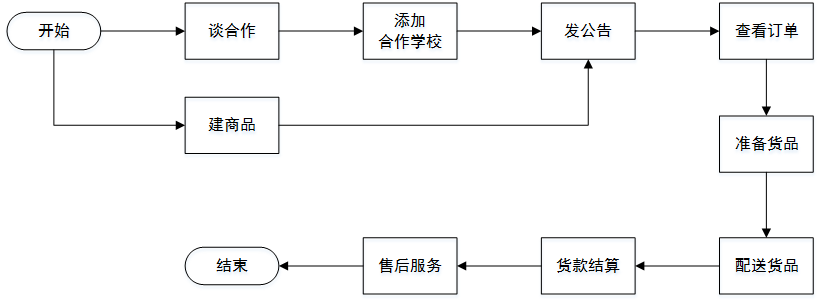 开始
谈合作
添加
合作学校
发公告
查看订单
建商品
准备货品
结束
售后服务
货款结算
配送货品